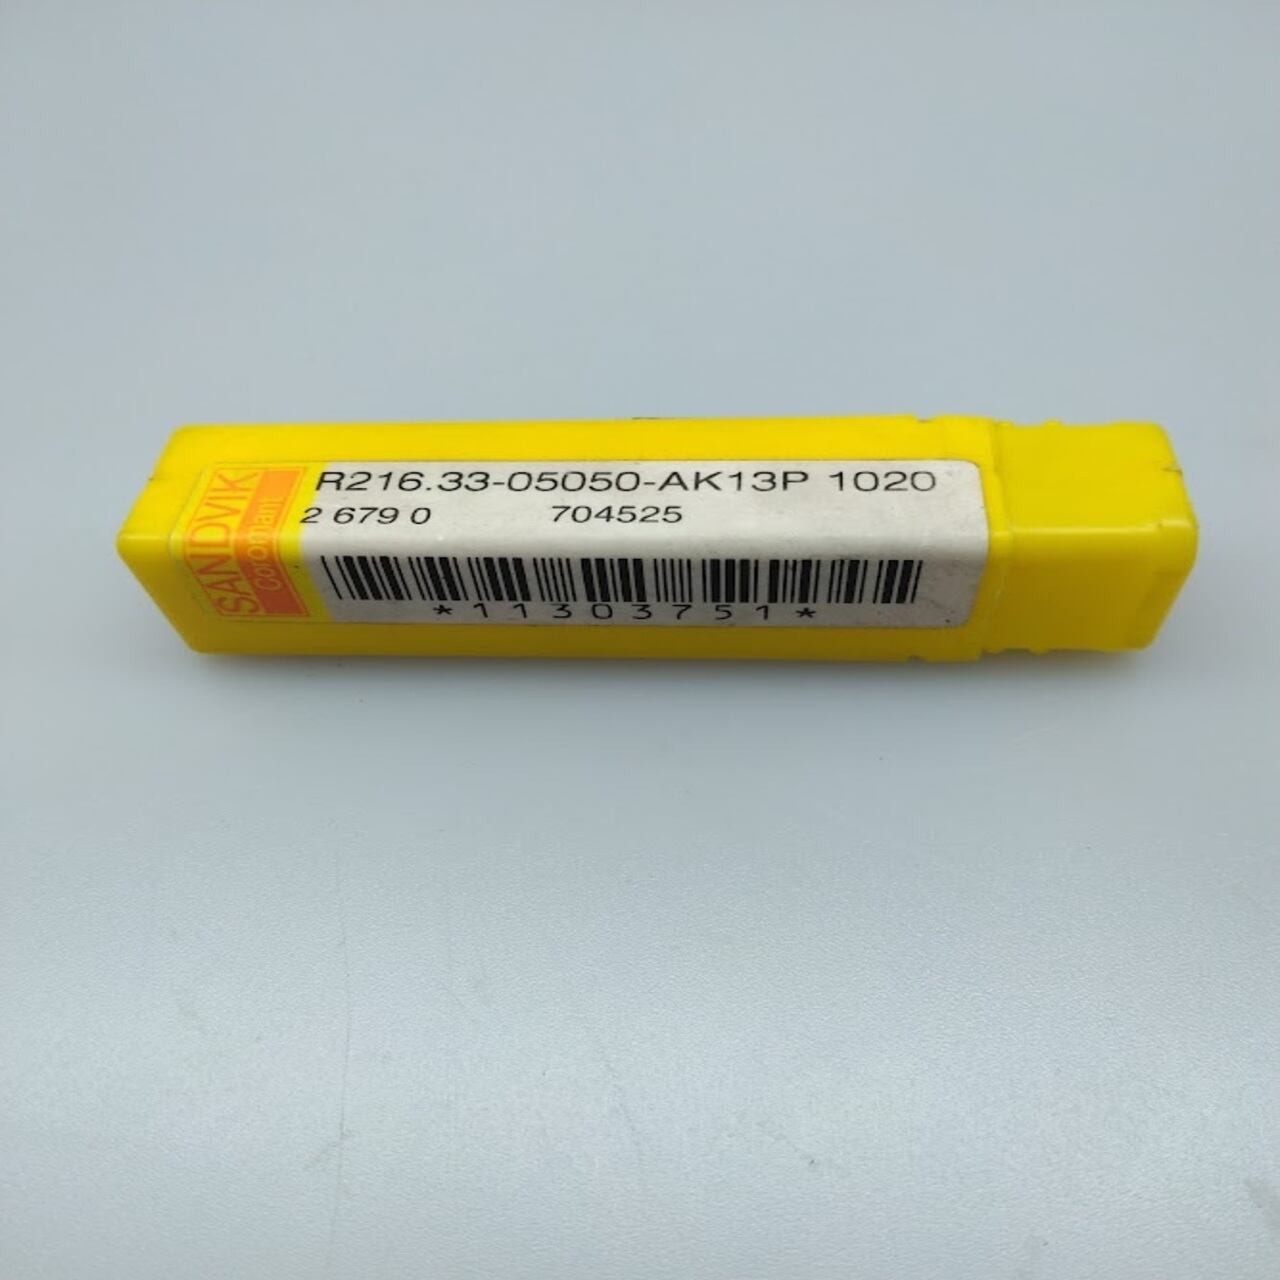 SANDVIK
Coromant
R216.33-05050-AK13P 1020
2 679 0 704525
*11303751*